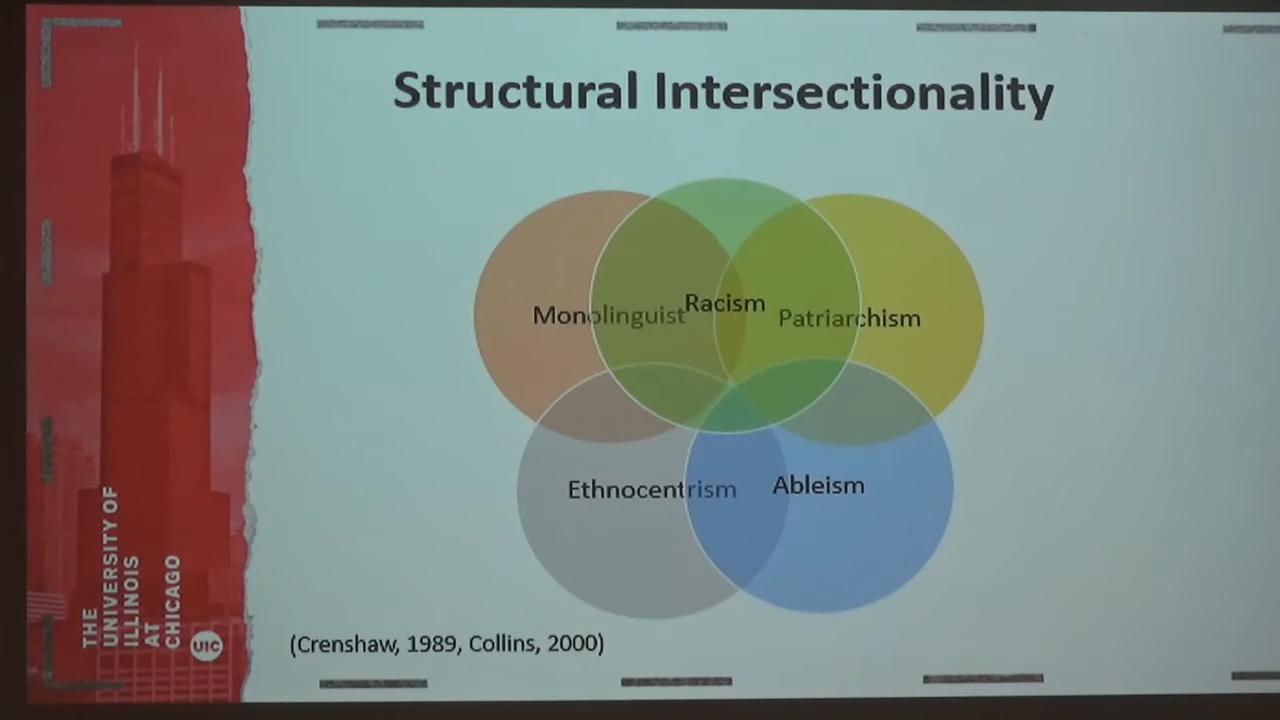 Structural Intersectionality
Monolinguist
Racism
Patriarchism
Ethnocentrism
Ableism
(Crenshaw, 1989, Collins, 2000)
THE
UNIVERSITY OF
ILLINOIS
AT
CHICAGO
UIC